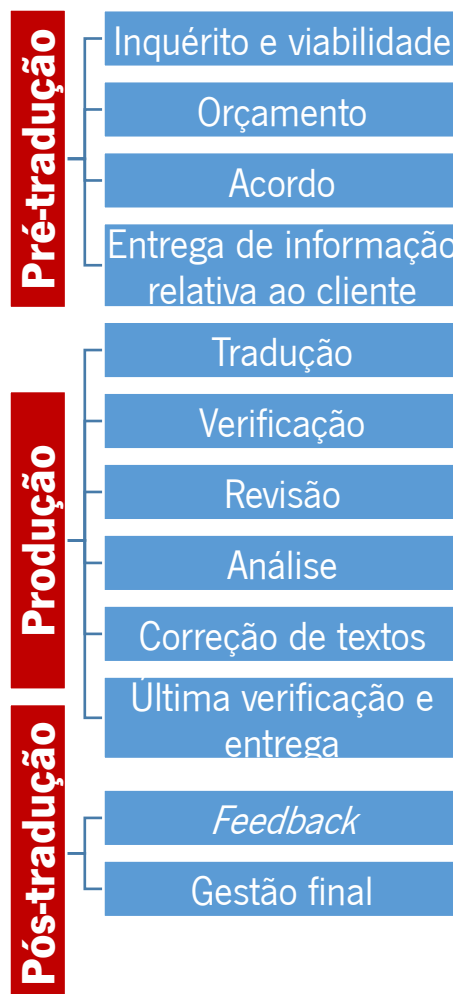 Pré-tradução
Inquérito e viabilidade
Orçamento
Acordo
Entrega de informação
relativa ao cliente
Produção
Tradução
Verificação
Revisão
Análise
Correção de textos
Última verificação e
entrega
Pós-tradução
Feedback
Gestão final